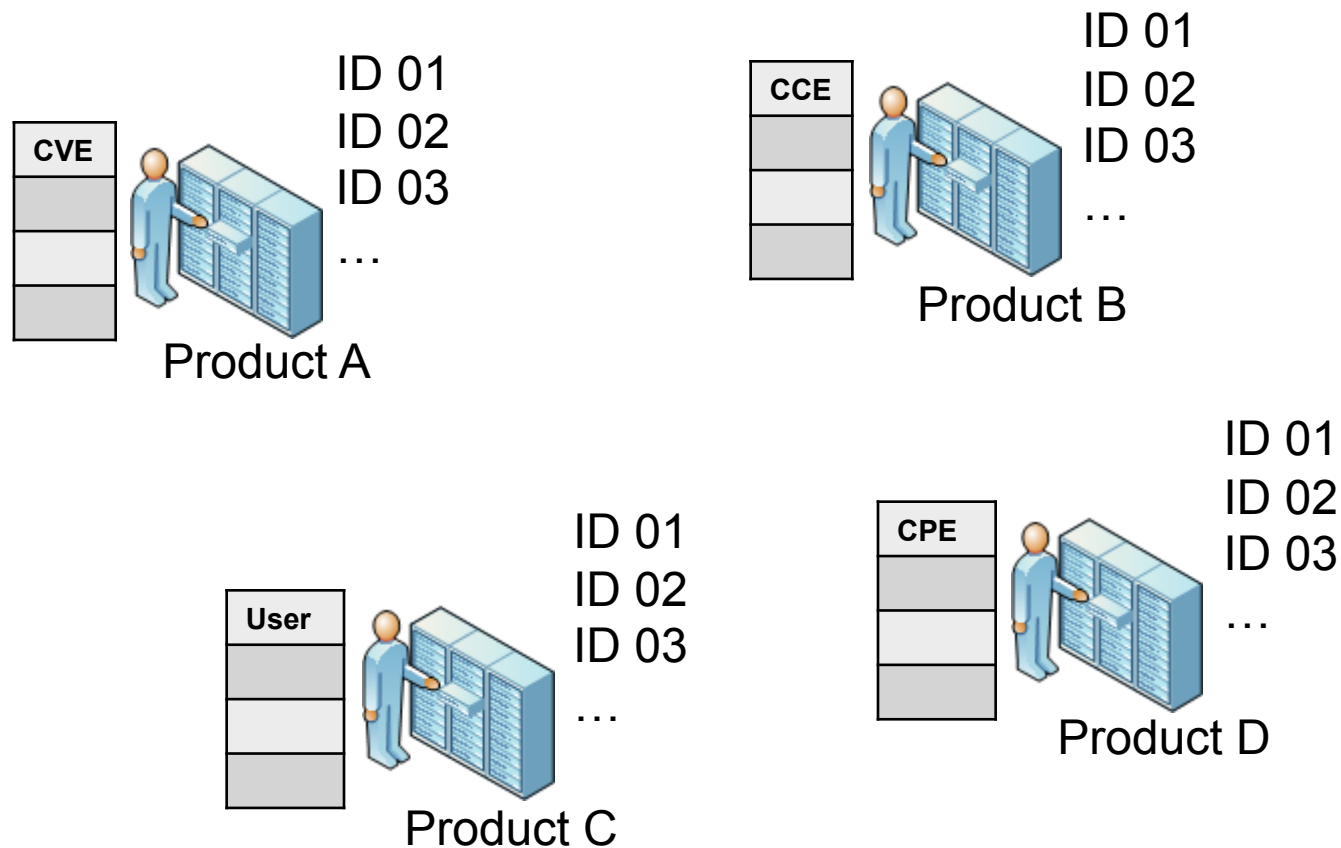 CVE
ID 01
ID 02
ID 03
…
Product A
CCE
ID 01
ID 02
ID 03
…
Product B
User
ID 01
ID 02
ID 03
…
Product C
CPE
ID 01
ID 02
ID 03
…
Product D